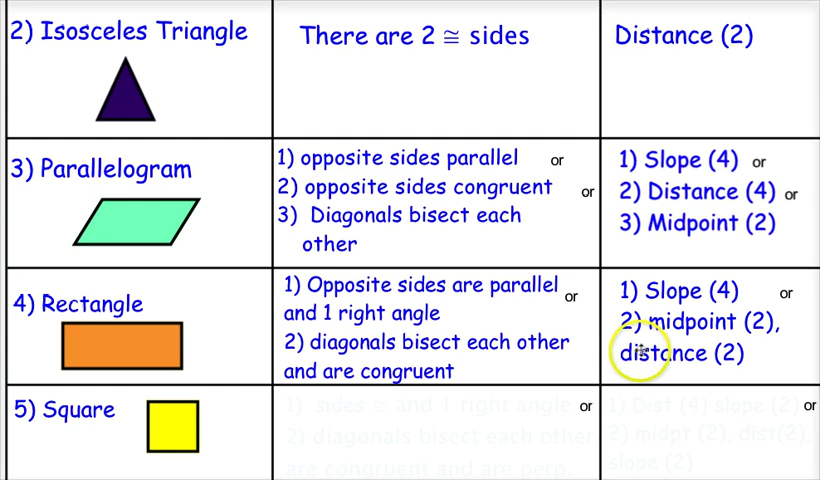 2) Isosceles Triangle
There are 2 ≅ sides
Distance (2)
3) Parallelogram
1) opposite sides parallel or
2) opposite sides congruent or
3) Diagonals bisect each
other
1) Slope (4) or
2) Distance (4) or
3) Midpoint (2)
4) Rectangle
1) Opposite sides are parallel
and 1 right angle or
2) diagonals bisect each other
and are congruent
1) Slope (4) or
2) midpoint (2),
distance (2)
5) Square
1) sides ≅ and 1 right angle or
2) diagonals bisect each other
are congruent and are perp.
1) Dist (4) slope (2) or
2) midpt (2), dist(2),
slope (2)